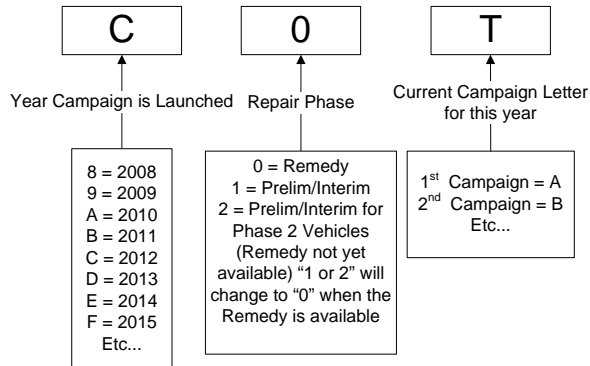 C
0
T
Year Campaign is Launched
Repair Phase
Current Campaign Letter
for this year
8 = 2008
9 = 2009
A = 2010
B = 2011
C = 2012
D = 2013
E = 2014
F = 2015
Etc...
0 = Remedy
1 = Prelim/Interim
2 = Prelim/Interim for
Phase 2 Vehicles
(Remedy not yet
available) “1 or 2” will
change to “0” when the
Remedy is available
1st Campaign = A
2nd Campaign = B
Etc...